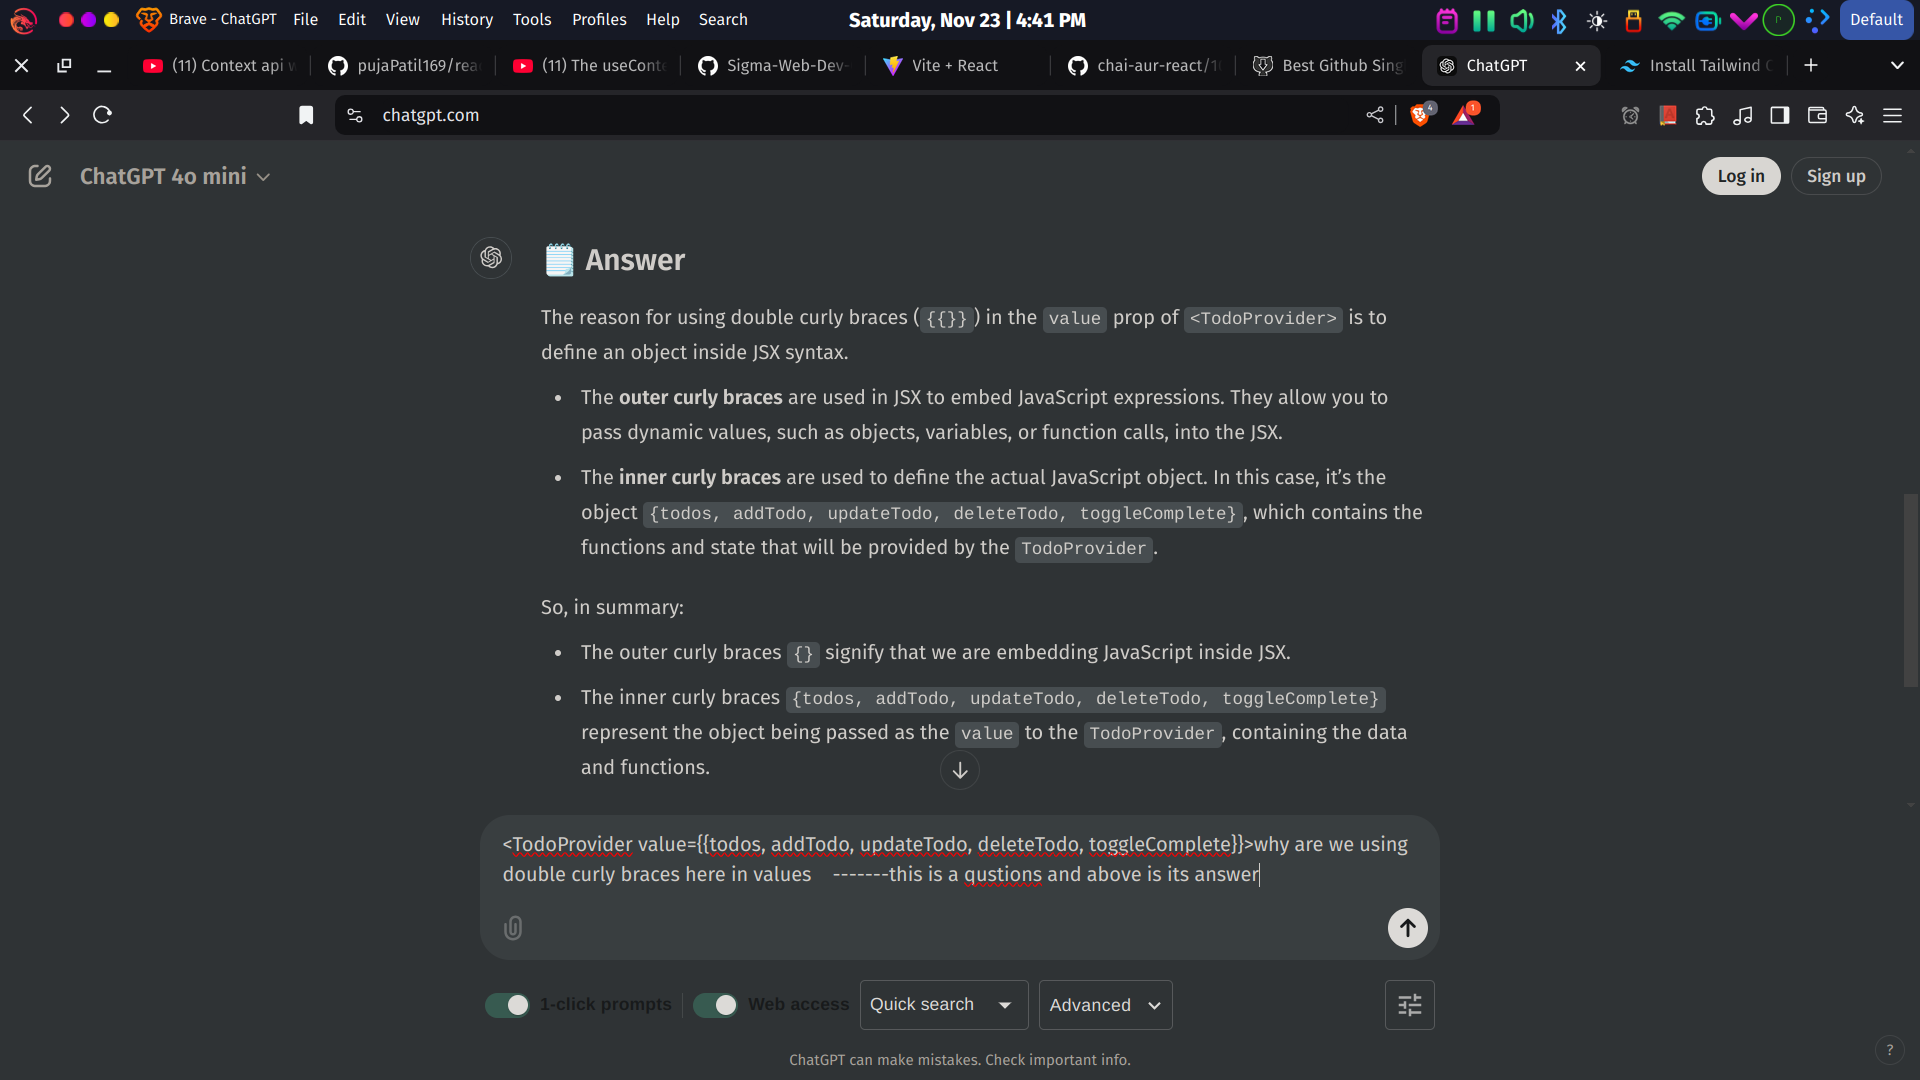 Brave - ChatGPT File Edit View History Tools Profiles Help Search Saturday, Nov 23 | 4:41 PM Default
(11) Context api w pujaPatil169/rea (11) The useConte Sigma-Web-Dev- Vite + React chai-aur-react/1 Best Github Sing ChatGPT Install Tailwind C
chatgpt.com 4 1
ChatGPT 4o mini Log in Sign up
Answer
The reason for using double curly braces ( {{}} ) in the value prop of <TodoProvider> is to
define an object inside JSX syntax.
• The outer curly braces are used in JSX to embed JavaScript expressions. They allow you to
pass dynamic values, such as objects, variables, or function calls, into the JSX.
• The inner curly braces are used to define the actual JavaScript object. In this case, it’s the
object {todos, addTodo, updateTodo, deleteTodo, toggleComplete}, which contains the
functions and state that will be provided by the TodoProvider.
So, in summary:
• The outer curly braces {} signify that we are embedding JavaScript inside JSX.
• The inner curly braces {todos, addTodo, updateTodo, deleteTodo, toggleComplete}
represent the object being passed as the value to the TodoProvider, containing the data
and functions.
<TodoProvider value={{todos, addTodo, updateTodo, deleteTodo, toggleComplete}}>why are we using
double curly braces here in values -------this is a qustions and above is its answer
1-click prompts Web access Quick search Advanced
ChatGPT can make mistakes. Check important info.
?